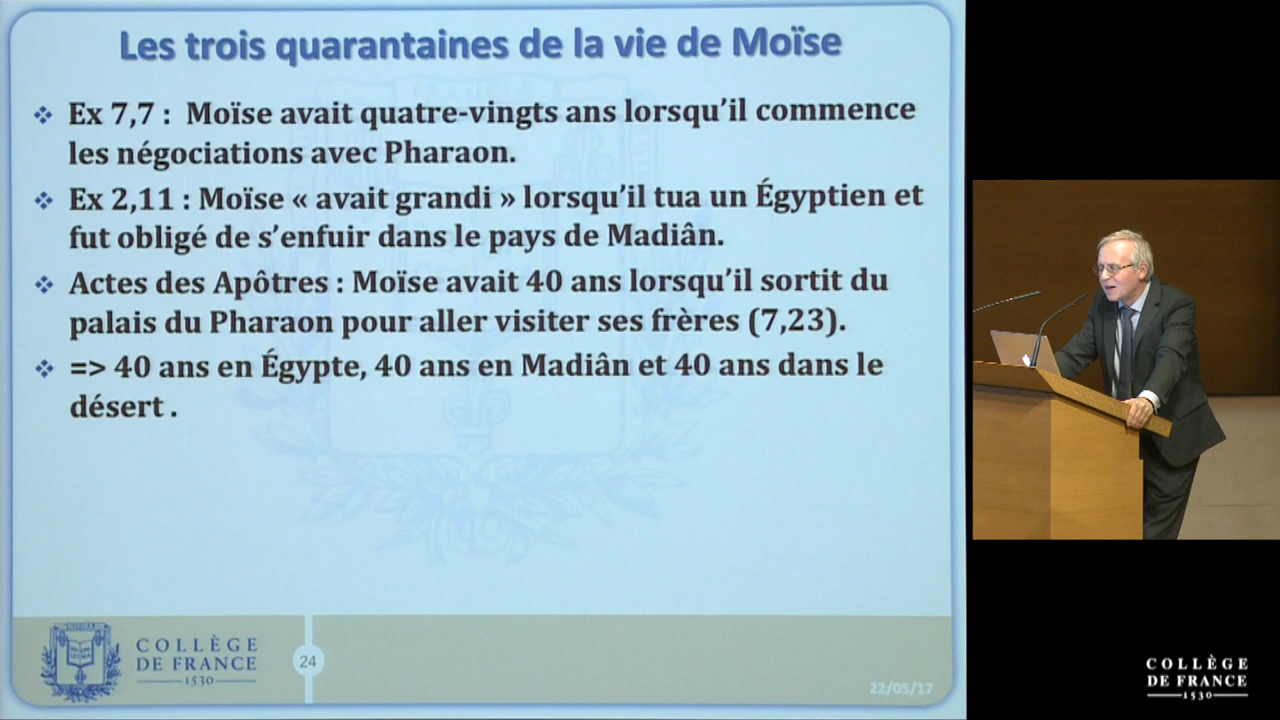 Les trois quarantaines de la vie de Moïse
Ex 7,7 : Moïse avait quatre-vingts ans lorsqu'il commence
les négociations avec Pharaon.
Ex 2,11 : Moïse « avait grandi » lorsqu'il tua un Égyptien et
fut obligé de s'enfuir dans le pays de Madiân.
Actes des Apôtres : Moïse avait 40 ans lorsqu'il sortit du
palais du Pharaon pour aller visiter ses frères (7,23).
=> 40 ans en Égypte, 40 ans en Madiân et 40 ans dans le
désert .
COLLÈGE
DE FRANCE
1530
24
22/05/17
COLLÈGE
DE FRANCE
1530